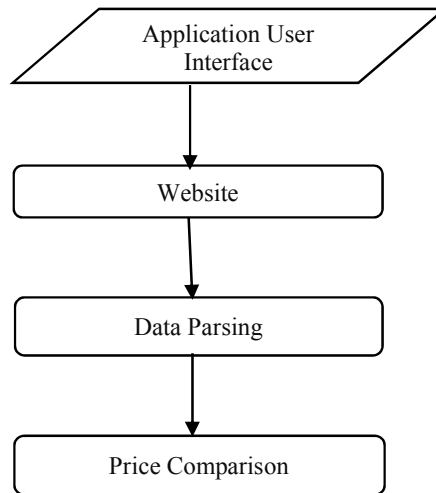 Application User
Interface
Website
Data Parsing
Price Comparison